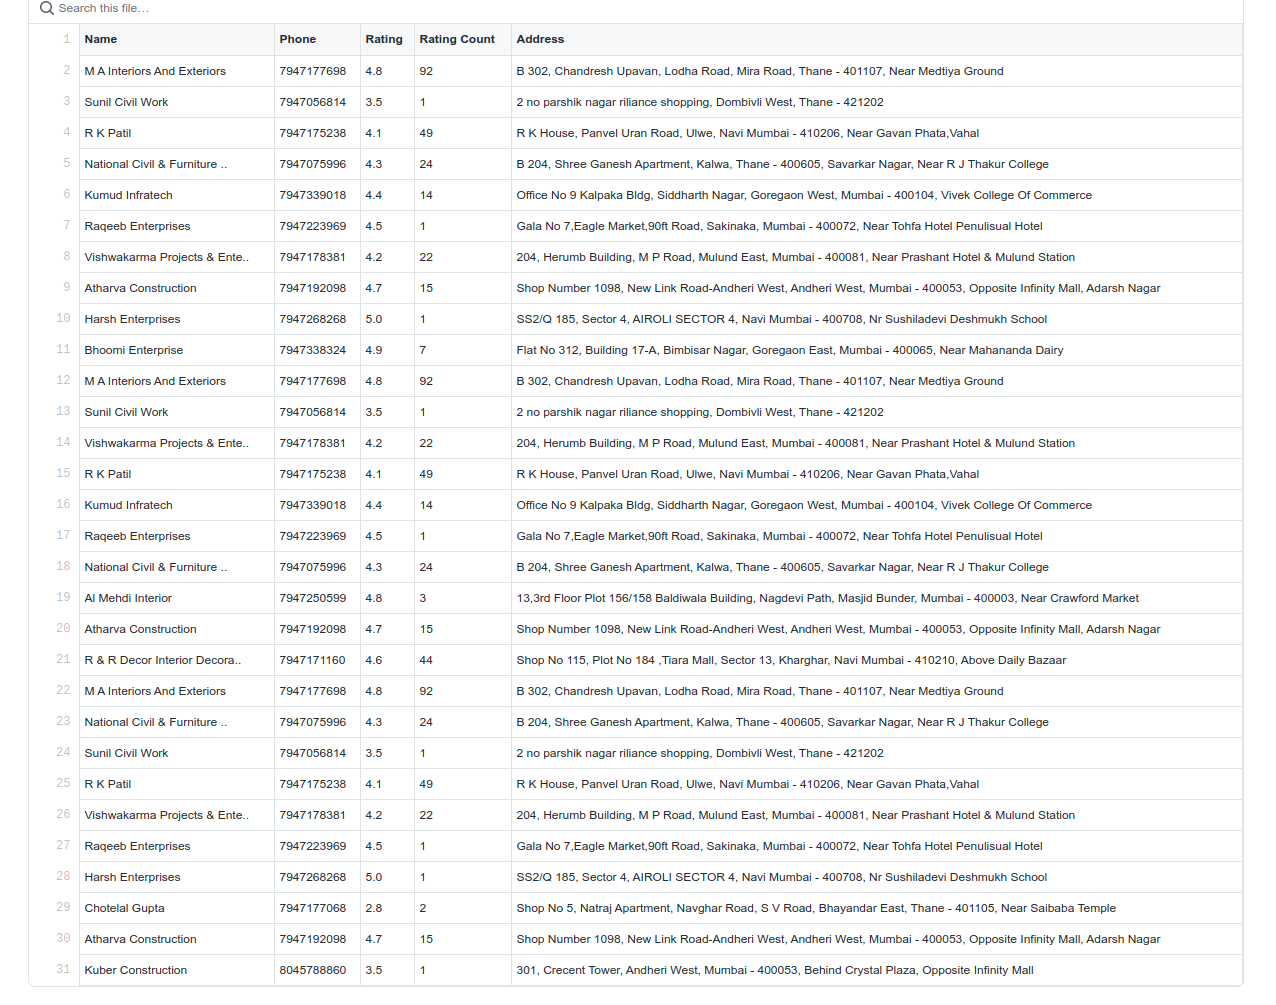 Search this file...
1 Name Phone Rating Rating Count Address
2 M A Interiors And Exteriors 7947177698 4.8 92 B 302, Chandresh Upavan, Lodha Road, Mira Road, Thane - 401107, Near Medtiya Ground
3 Sunil Civil Work 7947056814 3.5 1 2 no parshik nagar riliance shopping, Dombivli West, Thane - 421202
4 R K Patil 7947175238 4.1 49 R K House, Panvel Uran Road, Ulwe, Navi Mumbai - 410206, Near Gavan Phata,Vahal
5 National Civil & Furniture .. 7947075996 4.3 24 B 204, Shree Ganesh Apartment, Kalwa, Thane - 400605, Savarkar Nagar, Near R J Thakur College
6 Kumud Infratech 7947339018 4.4 14 Office No 9 Kalpaka Bldg, Siddharth Nagar, Goregaon West, Mumbai - 400104, Vivek College Of Commerce
7 Raqeeb Enterprises 7947223969 4.5 1 Gala No 7,Eagle Market,90ft Road, Sakinaka, Mumbai - 400072, Near Tohfa Hotel Penulisual Hotel
8 Vishwakarma Projects & Ente.. 7947178381 4.2 22 204, Herumb Building, M P Road, Mulund East, Mumbai - 400081, Near Prashant Hotel & Mulund Station
9 Atharva Construction 7947192098 4.7 15 Shop Number 1098, New Link Road-Andheri West, Andheri West, Mumbai - 400053, Opposite Infinity Mall, Adarsh Nagar
10 Harsh Enterprises 7947268268 5.0 1 SS2/Q 185, Sector 4, AIROLI SECTOR 4, Navi Mumbai - 400708, Nr Sushiladevi Deshmukh School
11 Bhoomi Enterprise 7947338324 4.9 7 Flat No 312, Building 17-A, Bimbisar Nagar, Goregaon East, Mumbai - 400065, Near Mahananda Dairy
12 M A Interiors And Exteriors 7947177698 4.8 92 B 302, Chandresh Upavan, Lodha Road, Mira Road, Thane - 401107, Near Medtiya Ground
13 Sunil Civil Work 7947056814 3.5 1 2 no parshik nagar riliance shopping, Dombivli West, Thane - 421202
14 Vishwakarma Projects & Ente.. 7947178381 4.2 22 204, Herumb Building, M P Road, Mulund East, Mumbai - 400081, Near Prashant Hotel & Mulund Station
15 R K Patil 7947175238 4.1 49 R K House, Panvel Uran Road, Ulwe, Navi Mumbai - 410206, Near Gavan Phata,Vahal
16 Kumud Infratech 7947339018 4.4 14 Office No 9 Kalpaka Bldg, Siddharth Nagar, Goregaon West, Mumbai - 400104, Vivek College Of Commerce
17 Raqeeb Enterprises 7947223969 4.5 1 Gala No 7,Eagle Market,90ft Road, Sakinaka, Mumbai - 400072, Near Tohfa Hotel Penulisual Hotel
18 National Civil & Furniture .. 7947075996 4.3 24 B 204, Shree Ganesh Apartment, Kalwa, Thane - 400605, Savarkar Nagar, Near R J Thakur College
19 Al Mehdi Interior 7947250599 4.8 3 13,3rd Floor Plot 156/158 Baldiwala Building, Nagdevi Path, Masjid Bunder, Mumbai - 400003, Near Crawford Market
20 Atharva Construction 7947192098 4.7 15 Shop Number 1098, New Link Road-Andheri West, Andheri West, Mumbai - 400053, Opposite Infinity Mall, Adarsh Nagar
21 R & R Decor Interior Decora.. 7947171160 4.6 44 Shop No 115, Plot No 184 ,Tiara Mall, Sector 13, Kharghar, Navi Mumbai - 410210, Above Daily Bazaar
22 M A Interiors And Exteriors 7947177698 4.8 92 B 302, Chandresh Upavan, Lodha Road, Mira Road, Thane - 401107, Near Medtiya Ground
23 National Civil & Furniture .. 7947075996 4.3 24 B 204, Shree Ganesh Apartment, Kalwa, Thane - 400605, Savarkar Nagar, Near R J Thakur College
24 Sunil Civil Work 7947056814 3.5 1 2 no parshik nagar riliance shopping, Dombivli West, Thane - 421202
25 R K Patil 7947175238 4.1 49 R K House, Panvel Uran Road, Ulwe, Navi Mumbai - 410206, Near Gavan Phata,Vahal
26 Vishwakarma Projects & Ente.. 7947178381 4.2 22 204, Herumb Building, M P Road, Mulund East, Mumbai - 400081, Near Prashant Hotel & Mulund Station
27 Raqeeb Enterprises 7947223969 4.5 1 Gala No 7,Eagle Market,90ft Road, Sakinaka, Mumbai - 400072, Near Tohfa Hotel Penulisual Hotel
28 Harsh Enterprises 7947268268 5.0 1 SS2/Q 185, Sector 4, AIROLI SECTOR 4, Navi Mumbai - 400708, Nr Sushiladevi Deshmukh School
29 Chotelal Gupta 7947177068 2.8 2 Shop No 5, Natraj Apartment, Navghar Road, S V Road, Bhayandar East, Thane - 401105, Near Saibaba Temple
30 Atharva Construction 7947192098 4.7 15 Shop Number 1098, New Link Road-Andheri West, Andheri West, Mumbai - 400053, Opposite Infinity Mall, Adarsh Nagar
31 Kuber Construction 8045788860 3.5 1 301, Crecent Tower, Andheri West, Mumbai - 400053, Behind Crystal Plaza, Opposite Infinity Mall